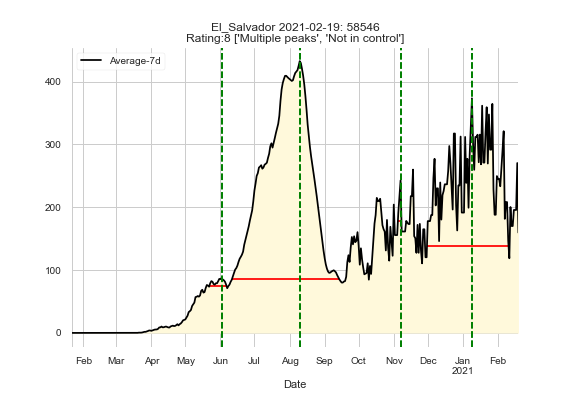 El_Salvador 2021-02-19: 58546
Rating:8 ['Multiple peaks', 'Not in control']
Average-7d
400
300
200
100
0
Feb Mar Apr May Jun Jul Aug Sep Oct Nov Dec Jan Feb
2021
Date